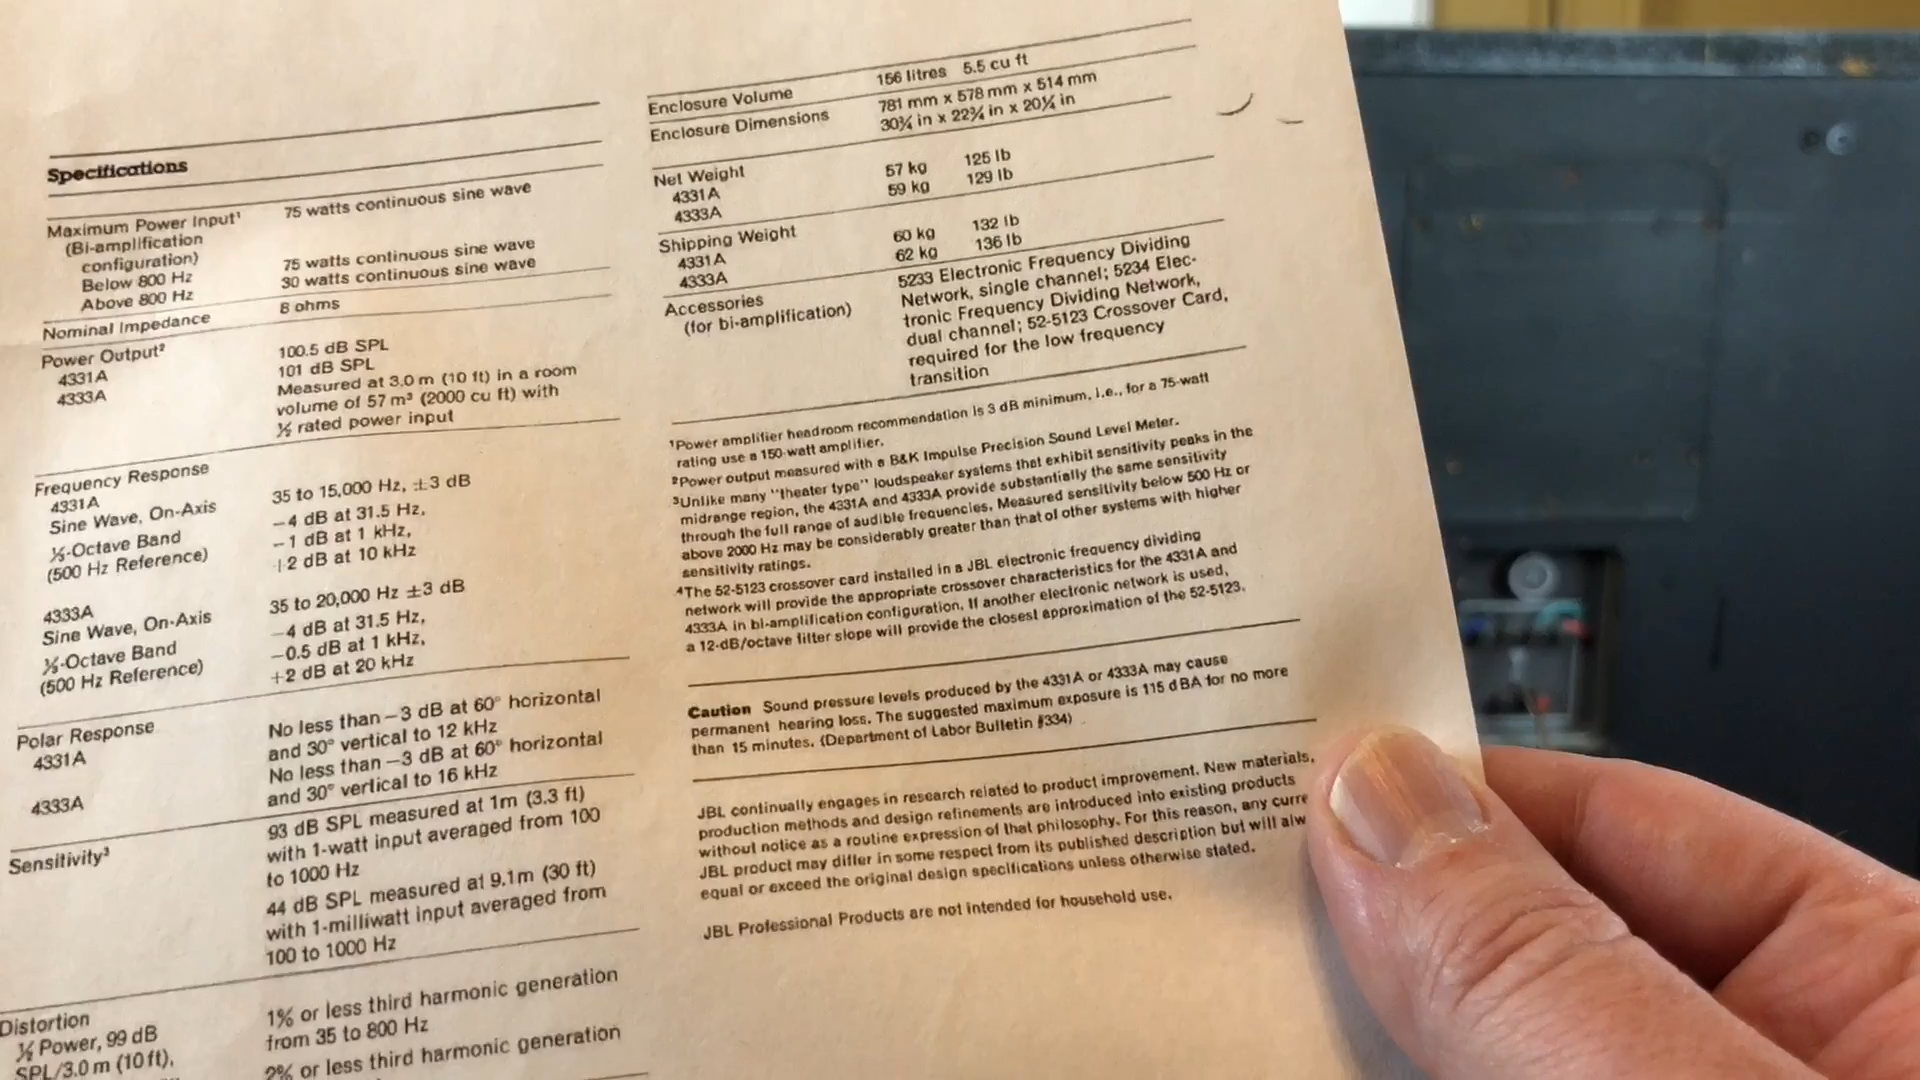 Specifications
Maximum Power Input¹ 75 watts continuous sine wave
(Bi-amplification
configuration)
Below 800 Hz 75 watts continuous sine wave
Above 800 Hz 30 watts continuous sine wave
Nominal Impedance 8 ohms
Power Output²
4331A 100.5 dB SPL
4333A 101 dB SPL
Measured at 3.0 m (10 ft) in a room
volume of 57 m³ (2000 cu ft) with
½ rated power input
Frequency Response
4331A
Sine Wave, On-Axis 35 to 15,000 Hz, ±3 dB
⅓-Octave Band −4 dB at 31.5 Hz,
(500 Hz Reference) −1 dB at 1 kHz,
+2 dB at 10 kHz
4333A
Sine Wave, On-Axis 35 to 20,000 Hz ±3 dB
⅓-Octave Band −4 dB at 31.5 Hz,
(500 Hz Reference) −0.5 dB at 1 kHz,
+2 dB at 20 kHz
Polar Response
4331A No less than −3 dB at 60° horizontal
and 30° vertical to 12 kHz
4333A No less than −3 dB at 60° horizontal
and 30° vertical to 16 kHz
Sensitivity³ 93 dB SPL measured at 1m (3.3 ft)
with 1-watt input averaged from 100
to 1000 Hz
44 dB SPL measured at 9.1m (30 ft)
with 1-milliwatt input averaged from
100 to 1000 Hz
Distortion
½ Power, 99 dB 1% or less third harmonic generation
SPL/3.0 m (10 ft), from 35 to 800 Hz
2% or less third harmonic generation
Enclosure Volume 156 litres 5.5 cu ft
Enclosure Dimensions 781 mm x 578 mm x 514 mm
30¾ in x 22¾ in x 20¼ in
Net Weight
4331A 57 kg 125 lb
4333A 59 kg 129 lb
Shipping Weight
4331A 60 kg 132 lb
4333A 62 kg 136 lb
Accessories 5233 Electronic Frequency Dividing
(for bi-amplification) Network, single channel; 5234 Elec-
tronic Frequency Dividing Network,
dual channel; 52-5123 Crossover Card,
required for the low frequency
transition
¹Power amplifier headroom recommendation is 3 dB minimum, i.e., for a 75-watt
rating use a 150-watt amplifier.
²Power output measured with a B&K Impulse Precision Sound Level Meter.
³Unlike many "theater type" loudspeaker systems that exhibit sensitivity peaks in the
midrange region, the 4331A and 4333A provide substantially the same sensitivity
through the full range of audible frequencies. Measured sensitivity below 500 Hz or
above 2000 Hz may be considerably greater than that of other systems with higher
sensitivity ratings.
⁴The 52-5123 crossover card installed in a JBL electronic frequency dividing
network will provide the appropriate crossover characteristics for the 4331A and
4333A in bi-amplification configuration. If another electronic network is used,
a 12-dB/octave filter slope will provide the closest approximation of the 52-5123.
Caution Sound pressure levels produced by the 4331A or 4333A may cause
permanent hearing loss. The suggested maximum exposure is 115 dBA for no more
than 15 minutes. (Department of Labor Bulletin #334)
JBL continually engages in research related to product improvement. New materials,
production methods and design refinements are introduced into existing products
without notice as a routine expression of that philosophy. For this reason, any curre
JBL product may differ in some respect from its published description but will alw
equal or exceed the original design specifications unless otherwise stated.
JBL Professional Products are not intended for household use.